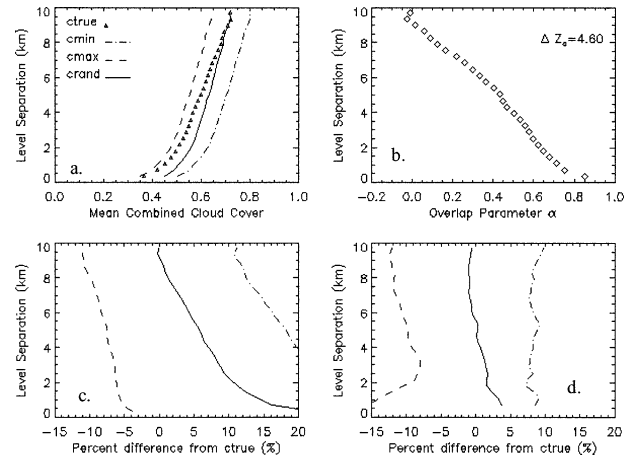 10
8
6
4
2
0
Level Separation (km)
ctrue
cmin
cmax
crand
a.
0.0 0.2 0.4 0.6 0.8 1.0
Mean Combined Cloud Cover
10
8
6
4
2
0
Level Separation (km)
Δ Zₒ=4.60
b.
-0.2 0.0 0.2 0.4 0.6 0.8 1.0
Overlap Parameter α
10
8
6
4
2
0
Level Separation (km)
c.
-15 -10 -5 0 5 10 15 20
Percent difference from ctrue (%)
10
8
6
4
2
0
Level Separation (km)
d.
-15 -10 -5 0 5 10 15 20
Percent difference from ctrue (%)